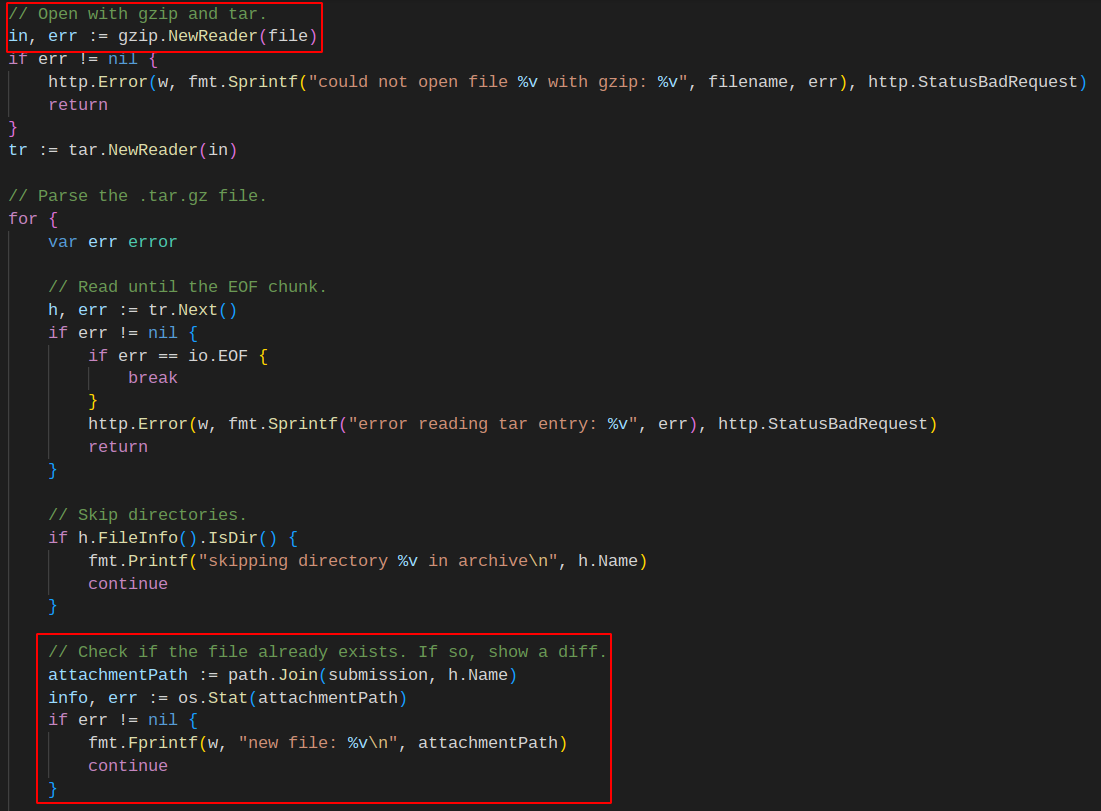 // Open with gzip and tar.
in, err := gzip.NewReader(file)
if err != nil {
    http.Error(w, fmt.Sprintf("could not open file %v with gzip: %v", filename, err), http.StatusBadRequest)
    return
}
tr := tar.NewReader(in)

// Parse the .tar.gz file.
for {
    var err error

    // Read until the EOF chunk.
    h, err := tr.Next()
    if err != nil {
        if err == io.EOF {
            break
        }
        http.Error(w, fmt.Sprintf("error reading tar entry: %v", err), http.StatusBadRequest)
        return
    }

    // Skip directories.
    if h.FileInfo().IsDir() {
        fmt.Printf("skipping directory %v in archive\n", h.Name)
        continue
    }

    // Check if the file already exists. If so, show a diff.
    attachmentPath := path.Join(submission, h.Name)
    info, err := os.Stat(attachmentPath)
    if err != nil {
        fmt.Fprintf(w, "new file: %v\n", attachmentPath)
        continue
    }